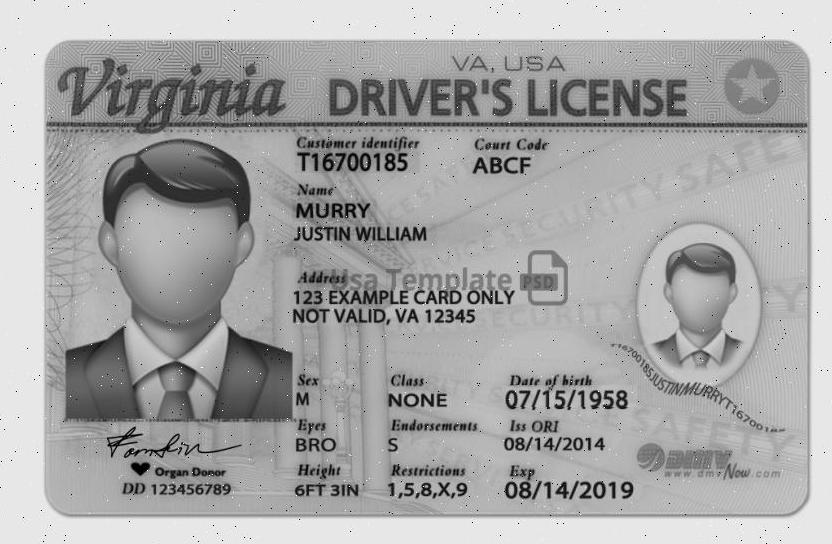 Virginia
VA, USA
DRIVER'S LICENSE
Customer identifier
T16700185
Court Code
ABCF
Name
MURRY
JUSTIN WILLIAM
Address
Usa Template PSD
123 EXAMPLE CARD ONLY
NOT VALID, VA 12345
Sex
M
Class
NONE
Date of birth
07/15/1958
Eyes
BRO
Endorsements
S
Iss ORI
08/14/2014
Height
6FT 3IN
Restrictions
1,5,8,X,9
Exp
08/14/2019
Organ Donor
DD 123456789
T16700185JUSTINMURRYT16700185
SECURITY SAFE
SERVICE SECURITY
SAFETY
dmv
www.dmvNow.com